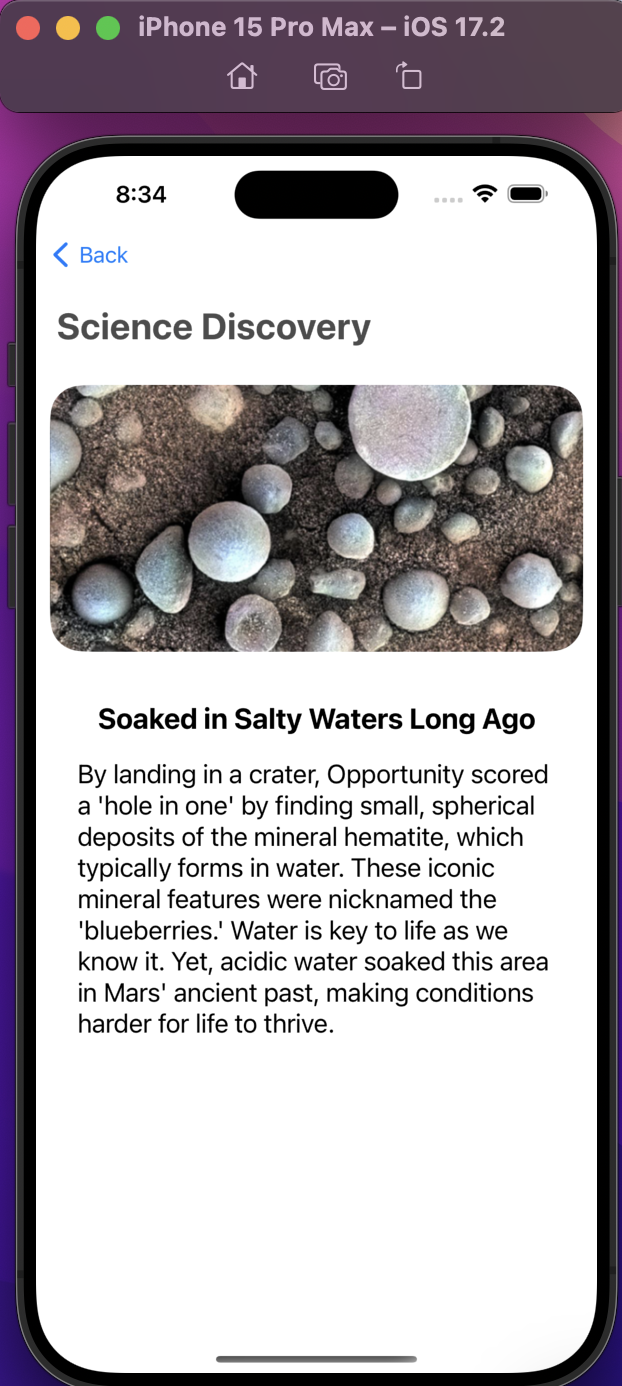 iPhone 15 Pro Max – iOS 17.2
8:34
Back
Science Discovery
Soaked in Salty Waters Long Ago
By landing in a crater, Opportunity scored
a 'hole in one' by finding small, spherical
deposits of the mineral hematite, which
typically forms in water. These iconic
mineral features were nicknamed the
'blueberries.' Water is key to life as we
know it. Yet, acidic water soaked this area
in Mars' ancient past, making conditions
harder for life to thrive.